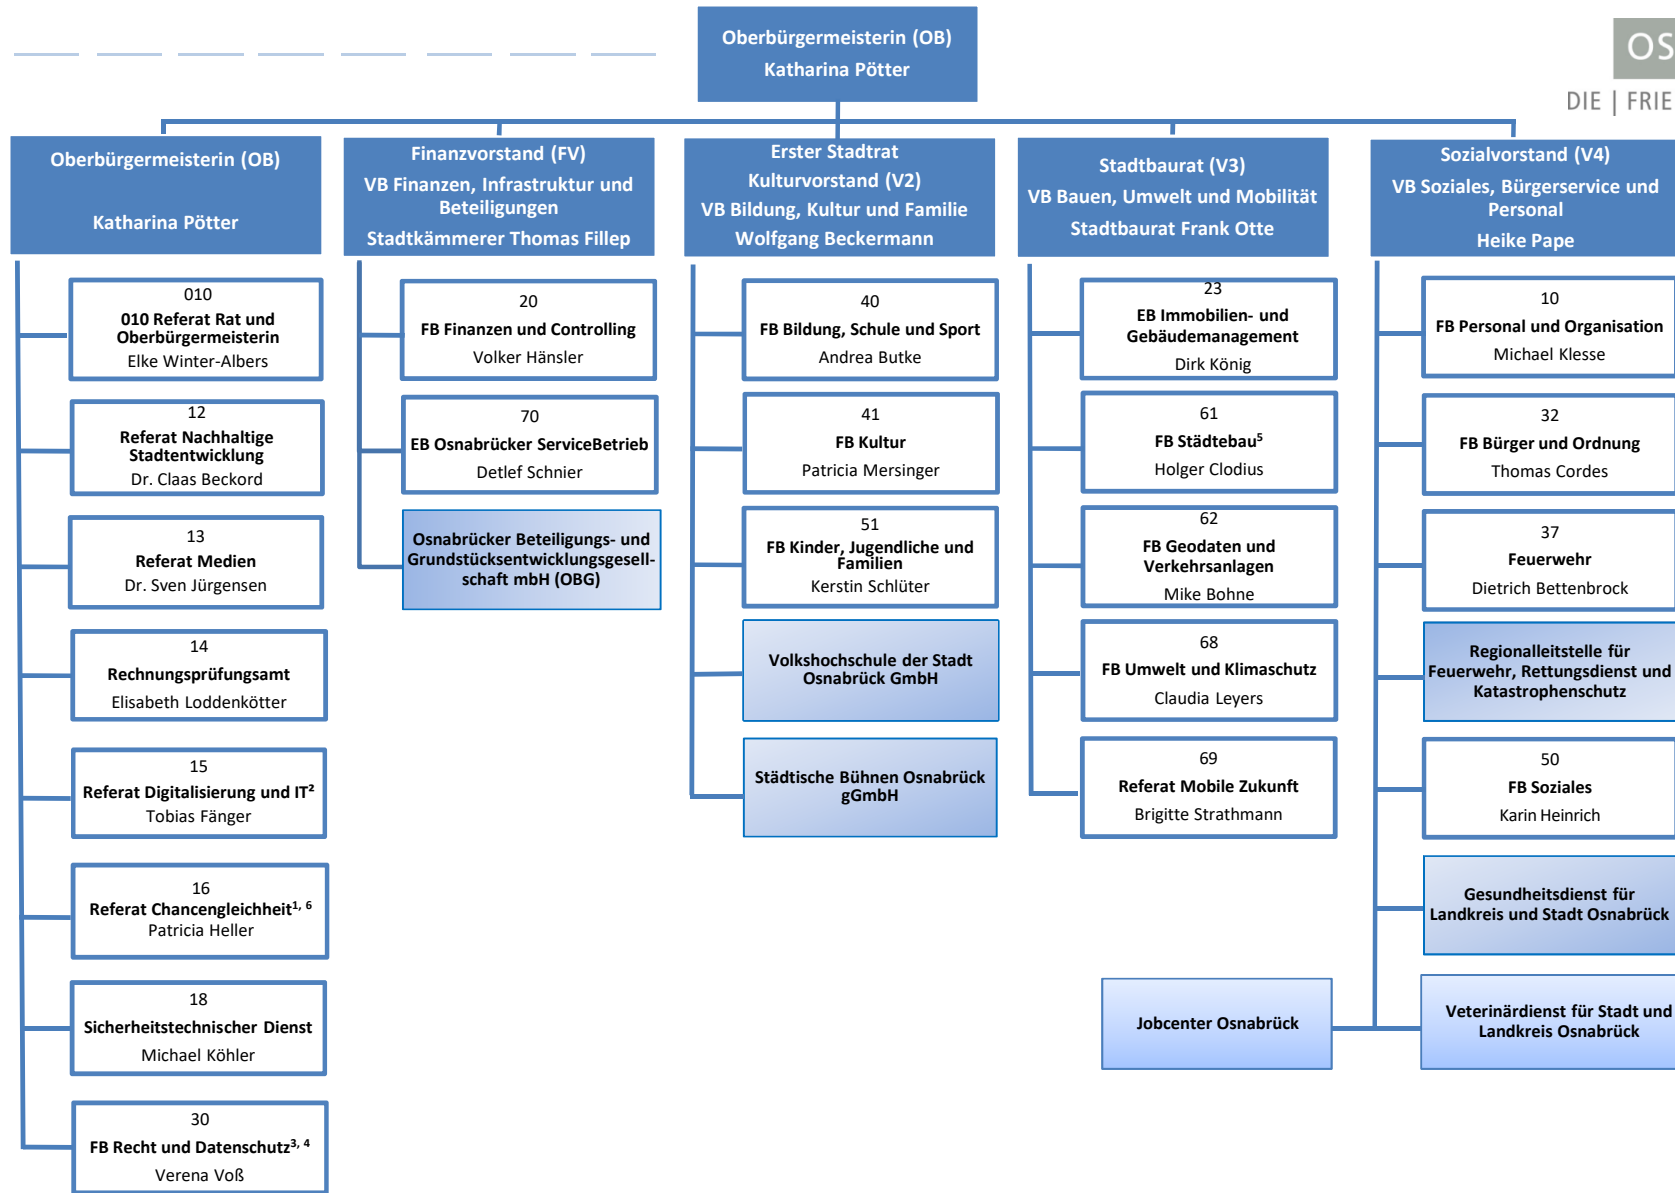 Oberbürgermeisterin (OB)
Katharina Pötter
OS
DIE | FRIE
Oberbürgermeisterin (OB)
Katharina Pötter
010
010 Referat Rat und
Oberbürgermeisterin
Elke Winter-Albers
12
Referat Nachhaltige
Stadtentwicklung
Dr. Claas Beckord
13
Referat Medien
Dr. Sven Jürgensen
14
Rechnungsprüfungsamt
Elisabeth Loddenkötter
15
Referat Digitalisierung und IT²
Tobias Fänger
16
Referat Chancengleichheit¹, ⁶
Patricia Heller
18
Sicherheitstechnischer Dienst
Michael Köhler
30
FB Recht und Datenschutz³, ⁴
Verena Voß
Finanzvorstand (FV)
VB Finanzen, Infrastruktur und
Beteiligungen
Stadtkämmerer Thomas Fillep
20
FB Finanzen und Controlling
Volker Hänsler
70
EB Osnabrücker ServiceBetrieb
Detlef Schnier
Osnabrücker Beteiligungs- und
Grundstücksentwicklungsgesell-
schaft mbH (OBG)
Erster Stadtrat
Kulturvorstand (V2)
VB Bildung, Kultur und Familie
Wolfgang Beckermann
40
FB Bildung, Schule und Sport
Andrea Butke
41
FB Kultur
Patricia Mersinger
51
FB Kinder, Jugendliche und
Familien
Kerstin Schlüter
Volkshochschule der Stadt
Osnabrück GmbH
Städtische Bühnen Osnabrück
gGmbH
Stadtbaurat (V3)
VB Bauen, Umwelt und Mobilität
Stadtbaurat Frank Otte
23
EB Immobilien- und
Gebäudemanagement
Dirk König
61
FB Städtebau⁵
Holger Clodius
62
FB Geodaten und
Verkehrsanlagen
Mike Bohne
68
FB Umwelt und Klimaschutz
Claudia Leyers
69
Referat Mobile Zukunft
Brigitte Strathmann
Sozialvorstand (V4)
VB Soziales, Bürgerservice und
Personal
Heike Pape
10
FB Personal und Organisation
Michael Klesse
32
FB Bürger und Ordnung
Thomas Cordes
37
Feuerwehr
Dietrich Bettenbrock
Regionalleitstelle für
Feuerwehr, Rettungsdienst und
Katastrophenschutz
50
FB Soziales
Karin Heinrich
Gesundheitsdienst für
Landkreis und Stadt Osnabrück
Jobcenter Osnabrück
Veterinärdienst für Stadt und
Landkreis Osnabrück